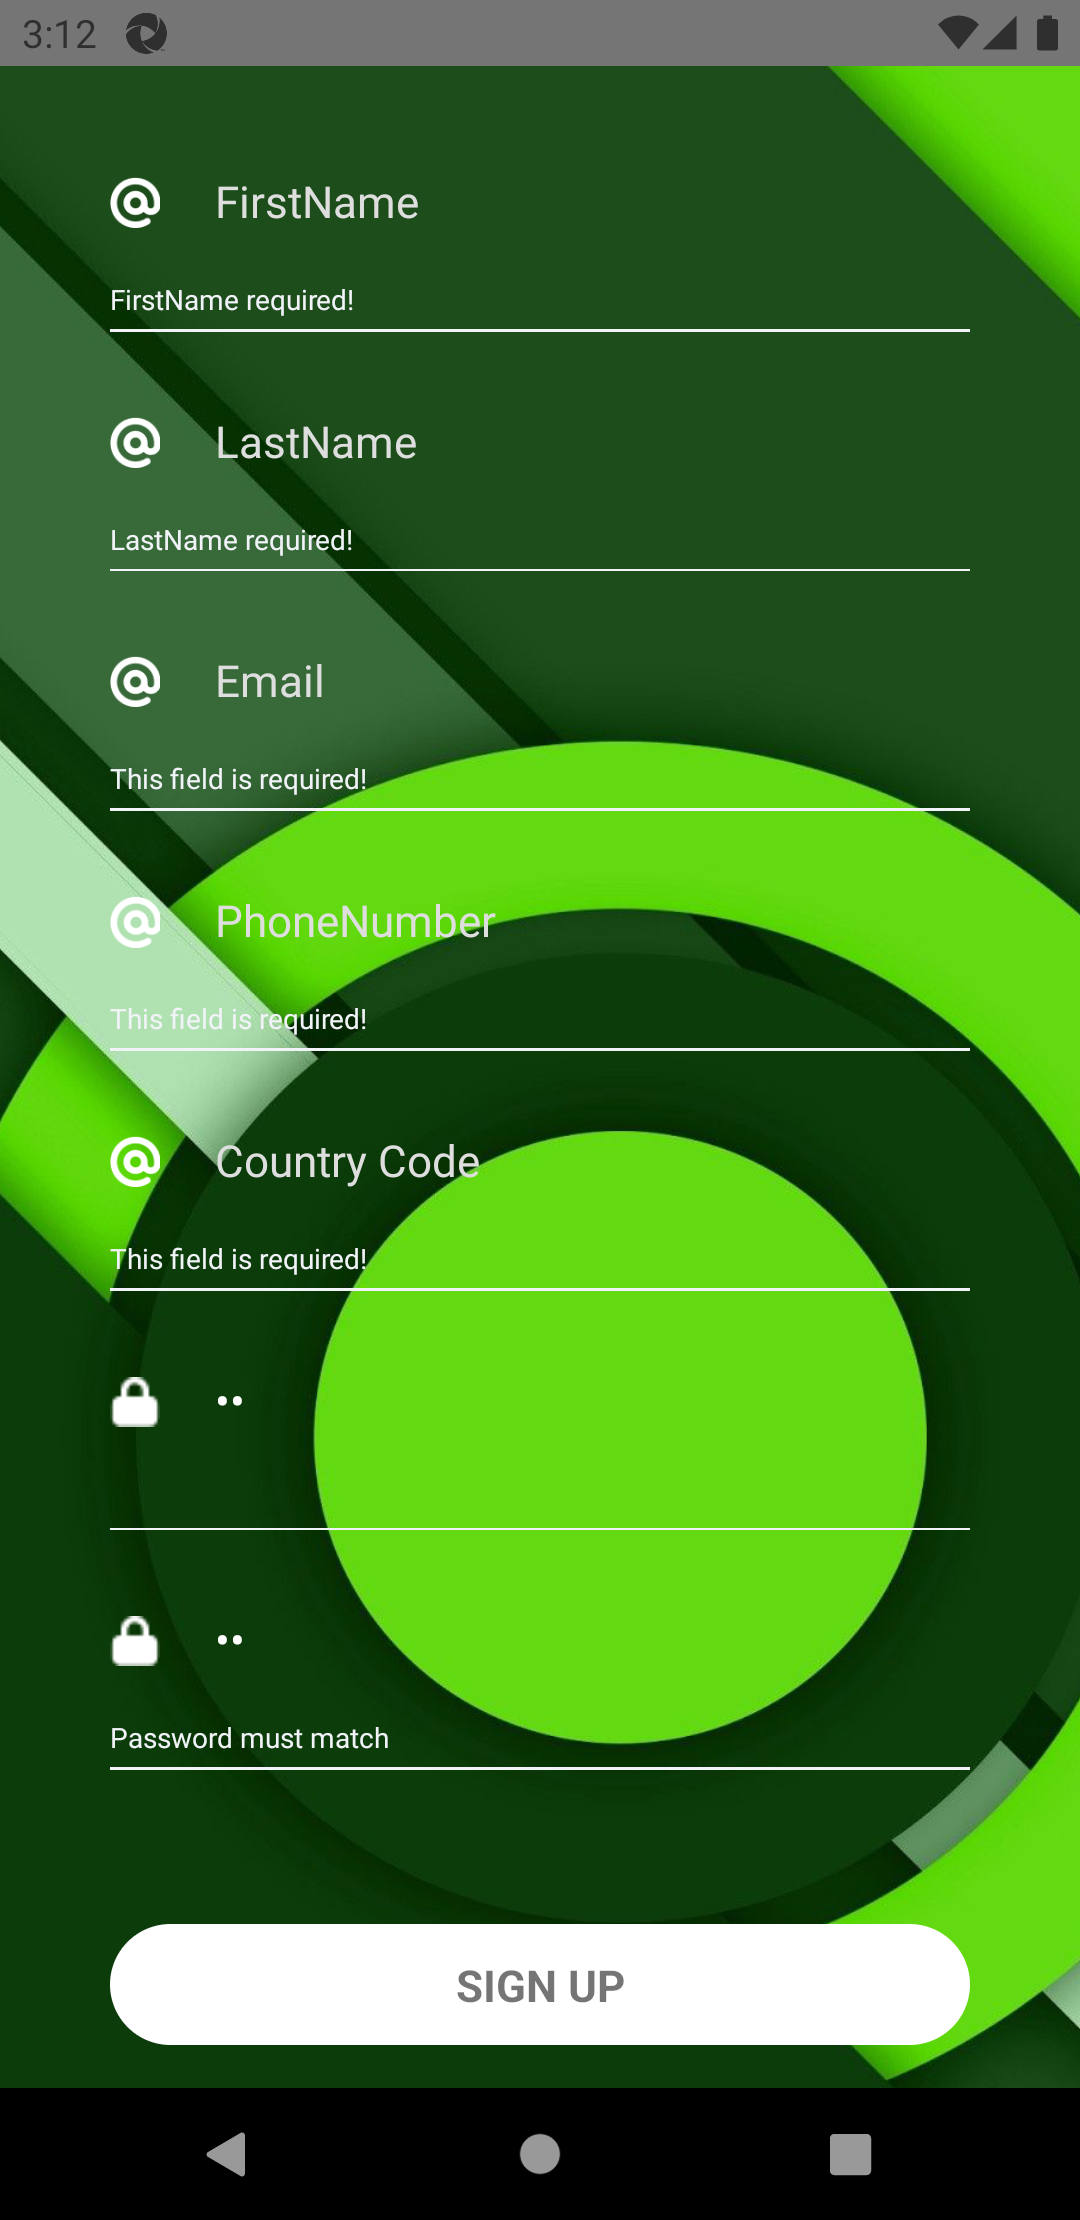 3:12
FirstName
FirstName required!
LastName
LastName required!
Email
This field is required!
PhoneNumber
This field is required!
Country Code
This field is required!
••
••
Password must match
SIGN UP